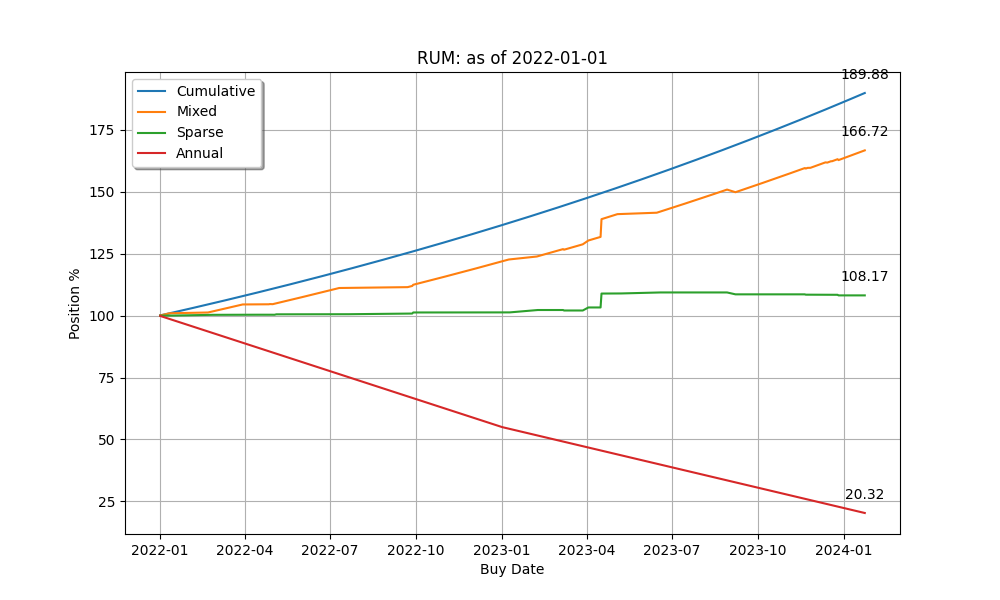 RUM: as of 2022-01-01
Cumulative
Mixed
Sparse
Annual
189.88
166.72
108.17
20.32
Position %
175
150
125
100
75
50
25
2022-01 2022-04 2022-07 2022-10 2023-01 2023-04 2023-07 2023-10 2024-01
Buy Date